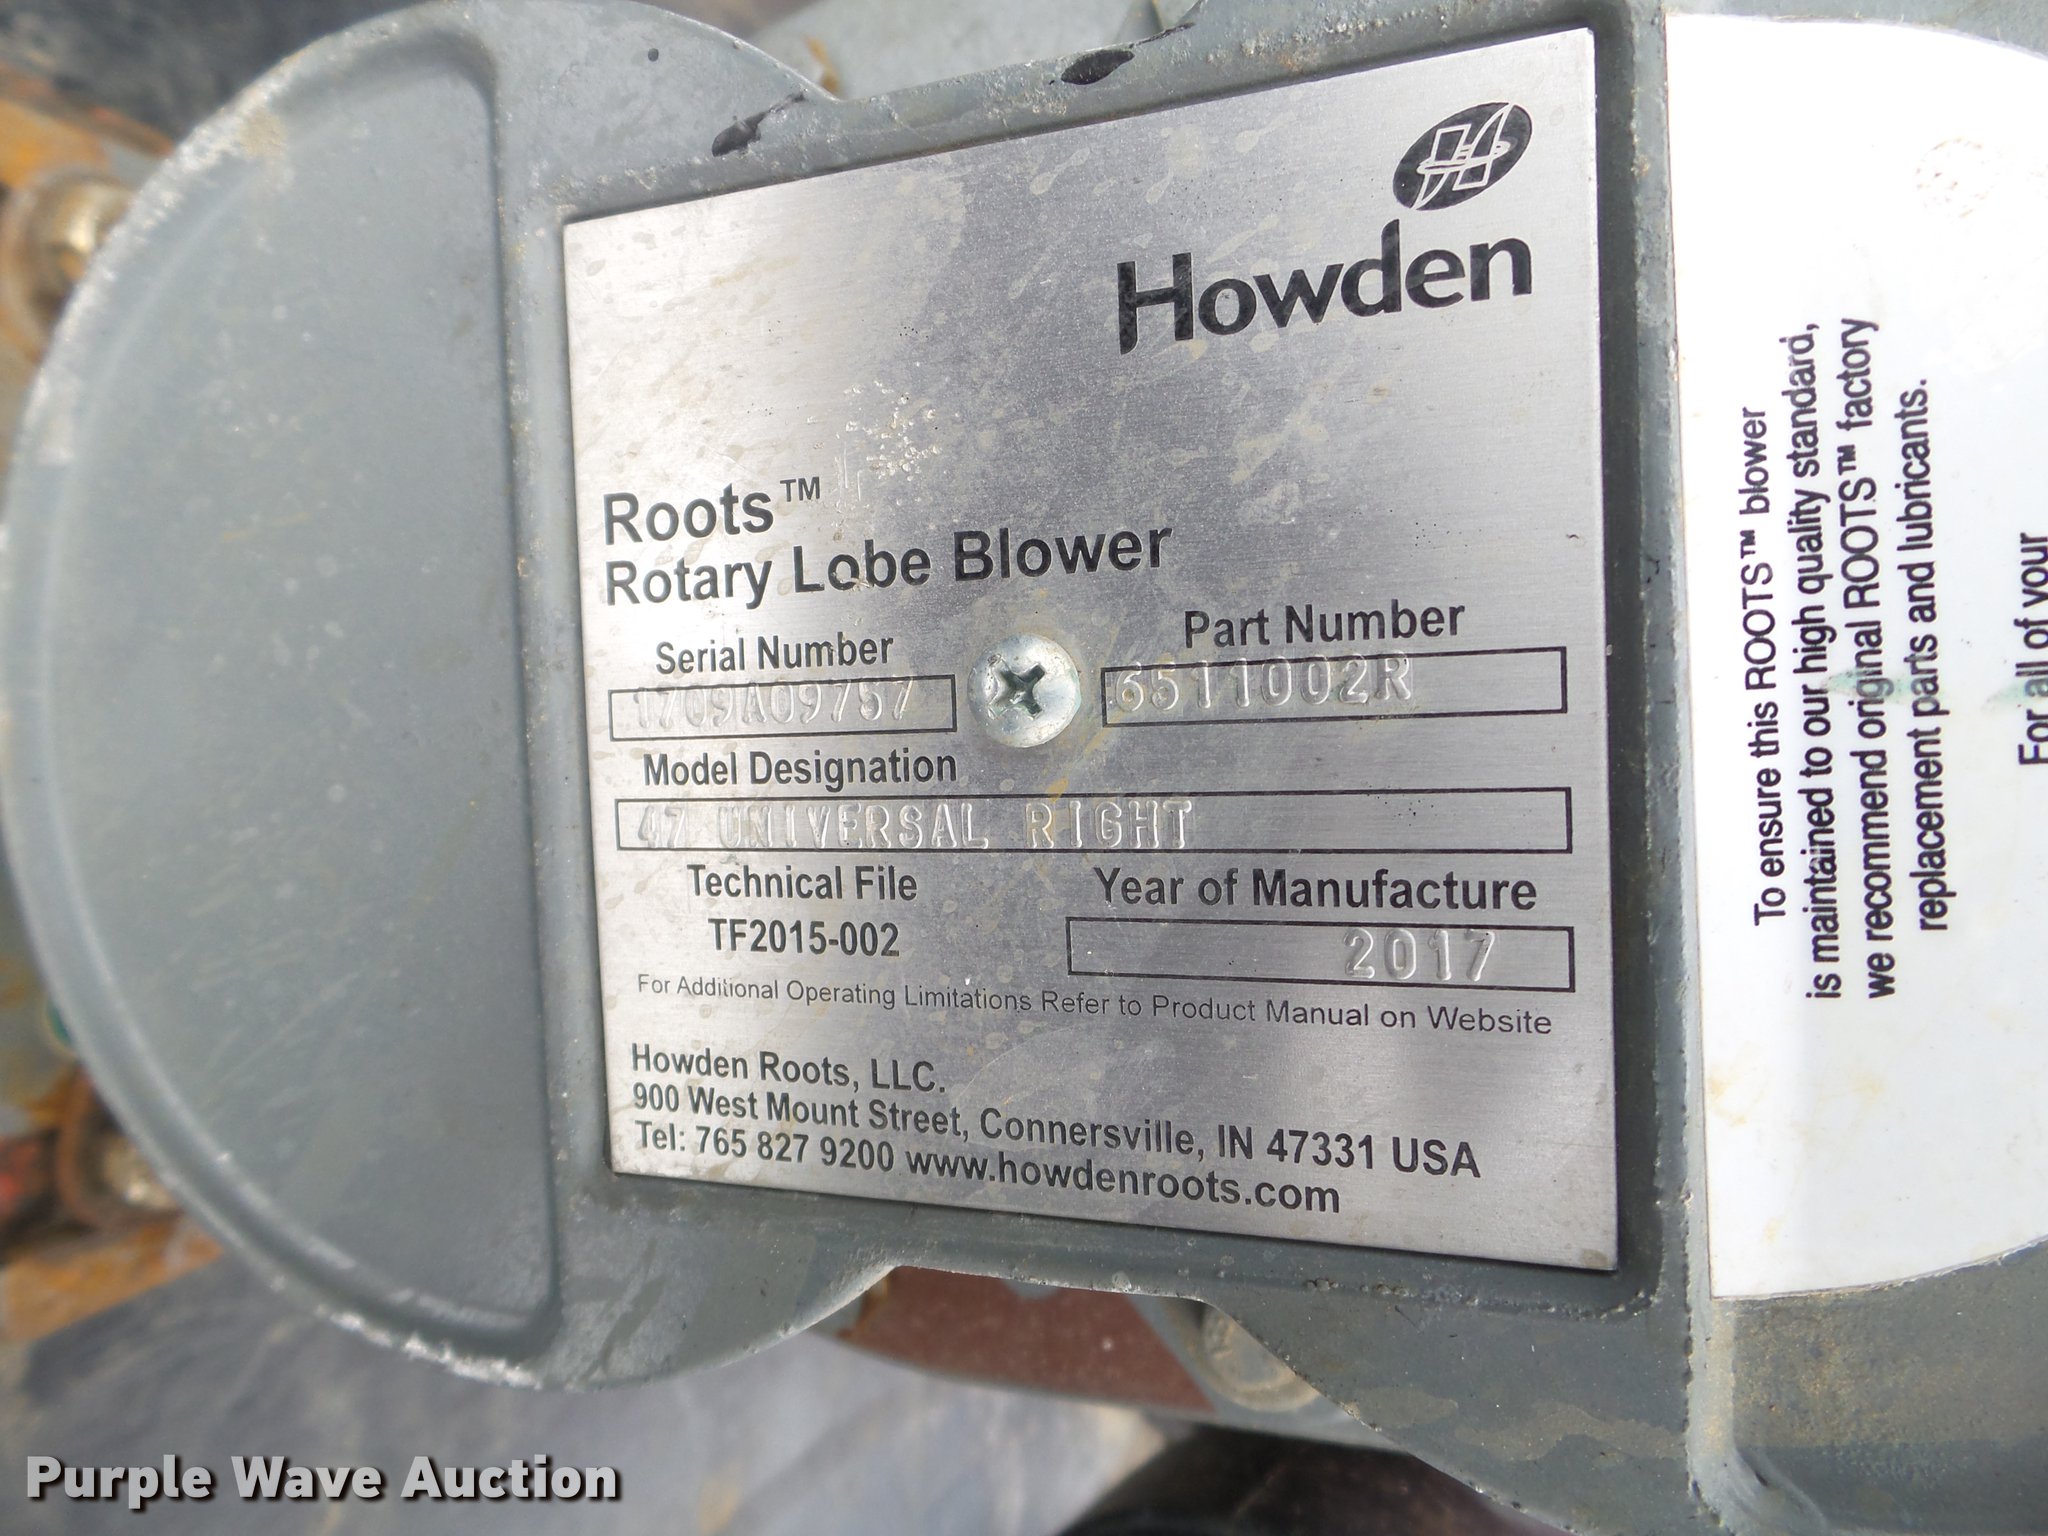 Howden
Roots™
Rotary Lobe Blower
Serial Number
Part Number
1709A09757
6511002R
Model Designation
47 UNIVERSAL RIGHT
Technical File
Year of Manufacture
TF2015-002
2017
For Additional Operating Limitations Refer to Product Manual on Website
Howden Roots, LLC.
900 West Mount Street, Connersville, IN 47331 USA
Tel: 765 827 9200 www.howdenroots.com
To ensure this ROOTS™ blower
is maintained to our high quality standard,
we recommend original ROOTS™ factory
replacement parts and lubricants.
For all of your
Purple Wave Auction